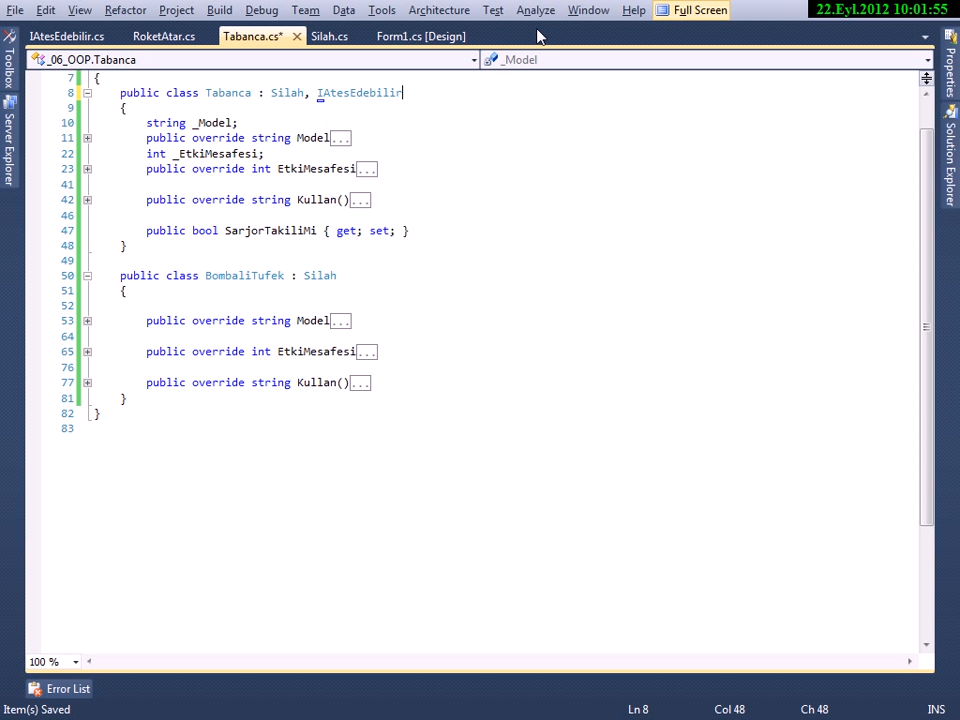 File Edit View Refactor Project Build Debug Team Data Tools Architecture Test Analyze Window Help Full Screen 22.Eyl.2012 10:01:55
IAtesEdebilir.cs RoketAtar.cs Tabanca.cs* Silah.cs Form1.cs [Design]
_06_OOP.Tabanca _Model
Toolbox
Server Explorer
Properties
Solution Explorer
7 {
8 public class Tabanca : Silah, IAtesEdebilir
9 {
10 string _Model;
11 public override string Model...
22 int _EtkiMesafesi;
23 public override int EtkiMesafesi...
41
42 public override string Kullan()...
46
47 public bool SarjorTakiliMi { get; set; }
48 }
49
50 public class BombaliTufek : Silah
51 {
52
53 public override string Model...
64
65 public override int EtkiMesafesi...
76
77 public override string Kullan()...
81 }
82 }
83
100 %
Error List
Item(s) Saved Ln 8 Col 48 Ch 48 INS